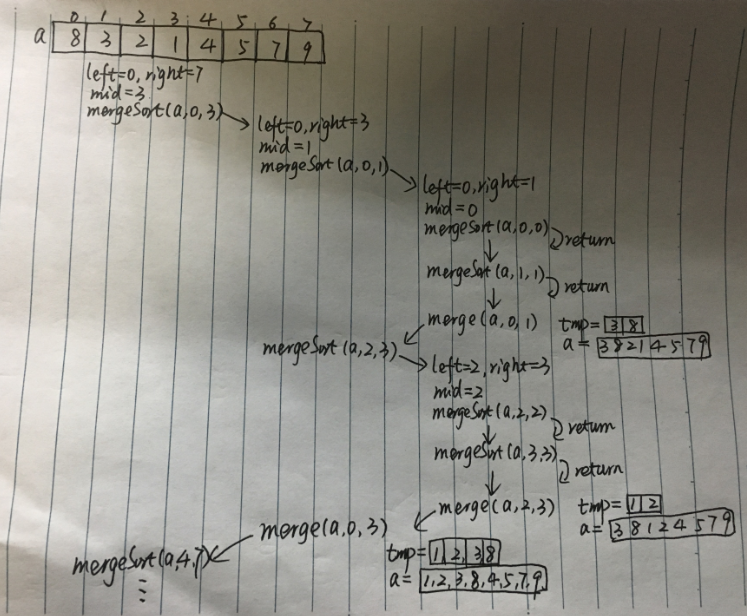 0 1 2 3 4 5 6 7
a 8 3 2 1 4 5 7 9
left=0, right=7
mid=3
mergeSort(a,0,3)
left=0,right=3
mid=1
mergeSort(a,0,1)
left=0,right=1
mid=0
mergeSort(a,0,0) return
mergeSort(a,1,1) return
merge(a,0,1) tmp= 3 8
a= 3 8 2 1 4 5 7 9
mergeSort(a,2,3)
left=2,right=3
mid=2
mergeSort(a,2,2) return
mergeSort(a,3,3) return
merge(a,2,3) tmp= 1 2
a= 3 8 1 2 4 5 7 9
merge(a,0,3)
tmp= 1 2, 3 8
a= 1,2,3,8,4,5,7,9
mergeSort(a,4,7)
⋮